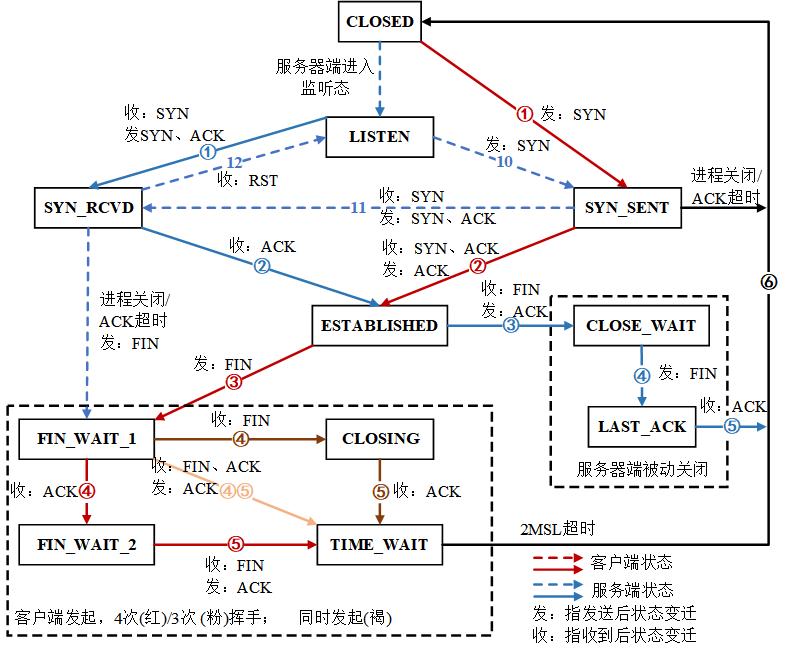 CLOSED
服务器端进入
监听态
① 发：SYN
收：SYN
发SYN、ACK
①
LISTEN
12
收：RST
发：SYN
10
进程关闭/
ACK超时
SYN_RCVD
收：SYN
11
发：SYN、ACK
SYN_SENT
收：ACK
②
收：SYN、ACK
发：ACK
②
⑥
进程关闭/
ACK超时
发：FIN
ESTABLISHED
收：FIN
发：ACK
③
CLOSE_WAIT
发：FIN
③
④ 发：FIN
收：FIN
④
收：ACK
⑤
FIN_WAIT_1
CLOSING
LAST_ACK
收：FIN、ACK
发：ACK
④⑤
服务器端被动关闭
收：ACK④
⑤收：ACK
FIN_WAIT_2
⑤
收：FIN
发：ACK
TIME_WAIT
2MSL超时
客户端状态
服务端状态
发：指发送后状态变迁
收：指收到后状态变迁
客户端发起，4次(红)/3次 (粉)挥手； 同时发起(褐)